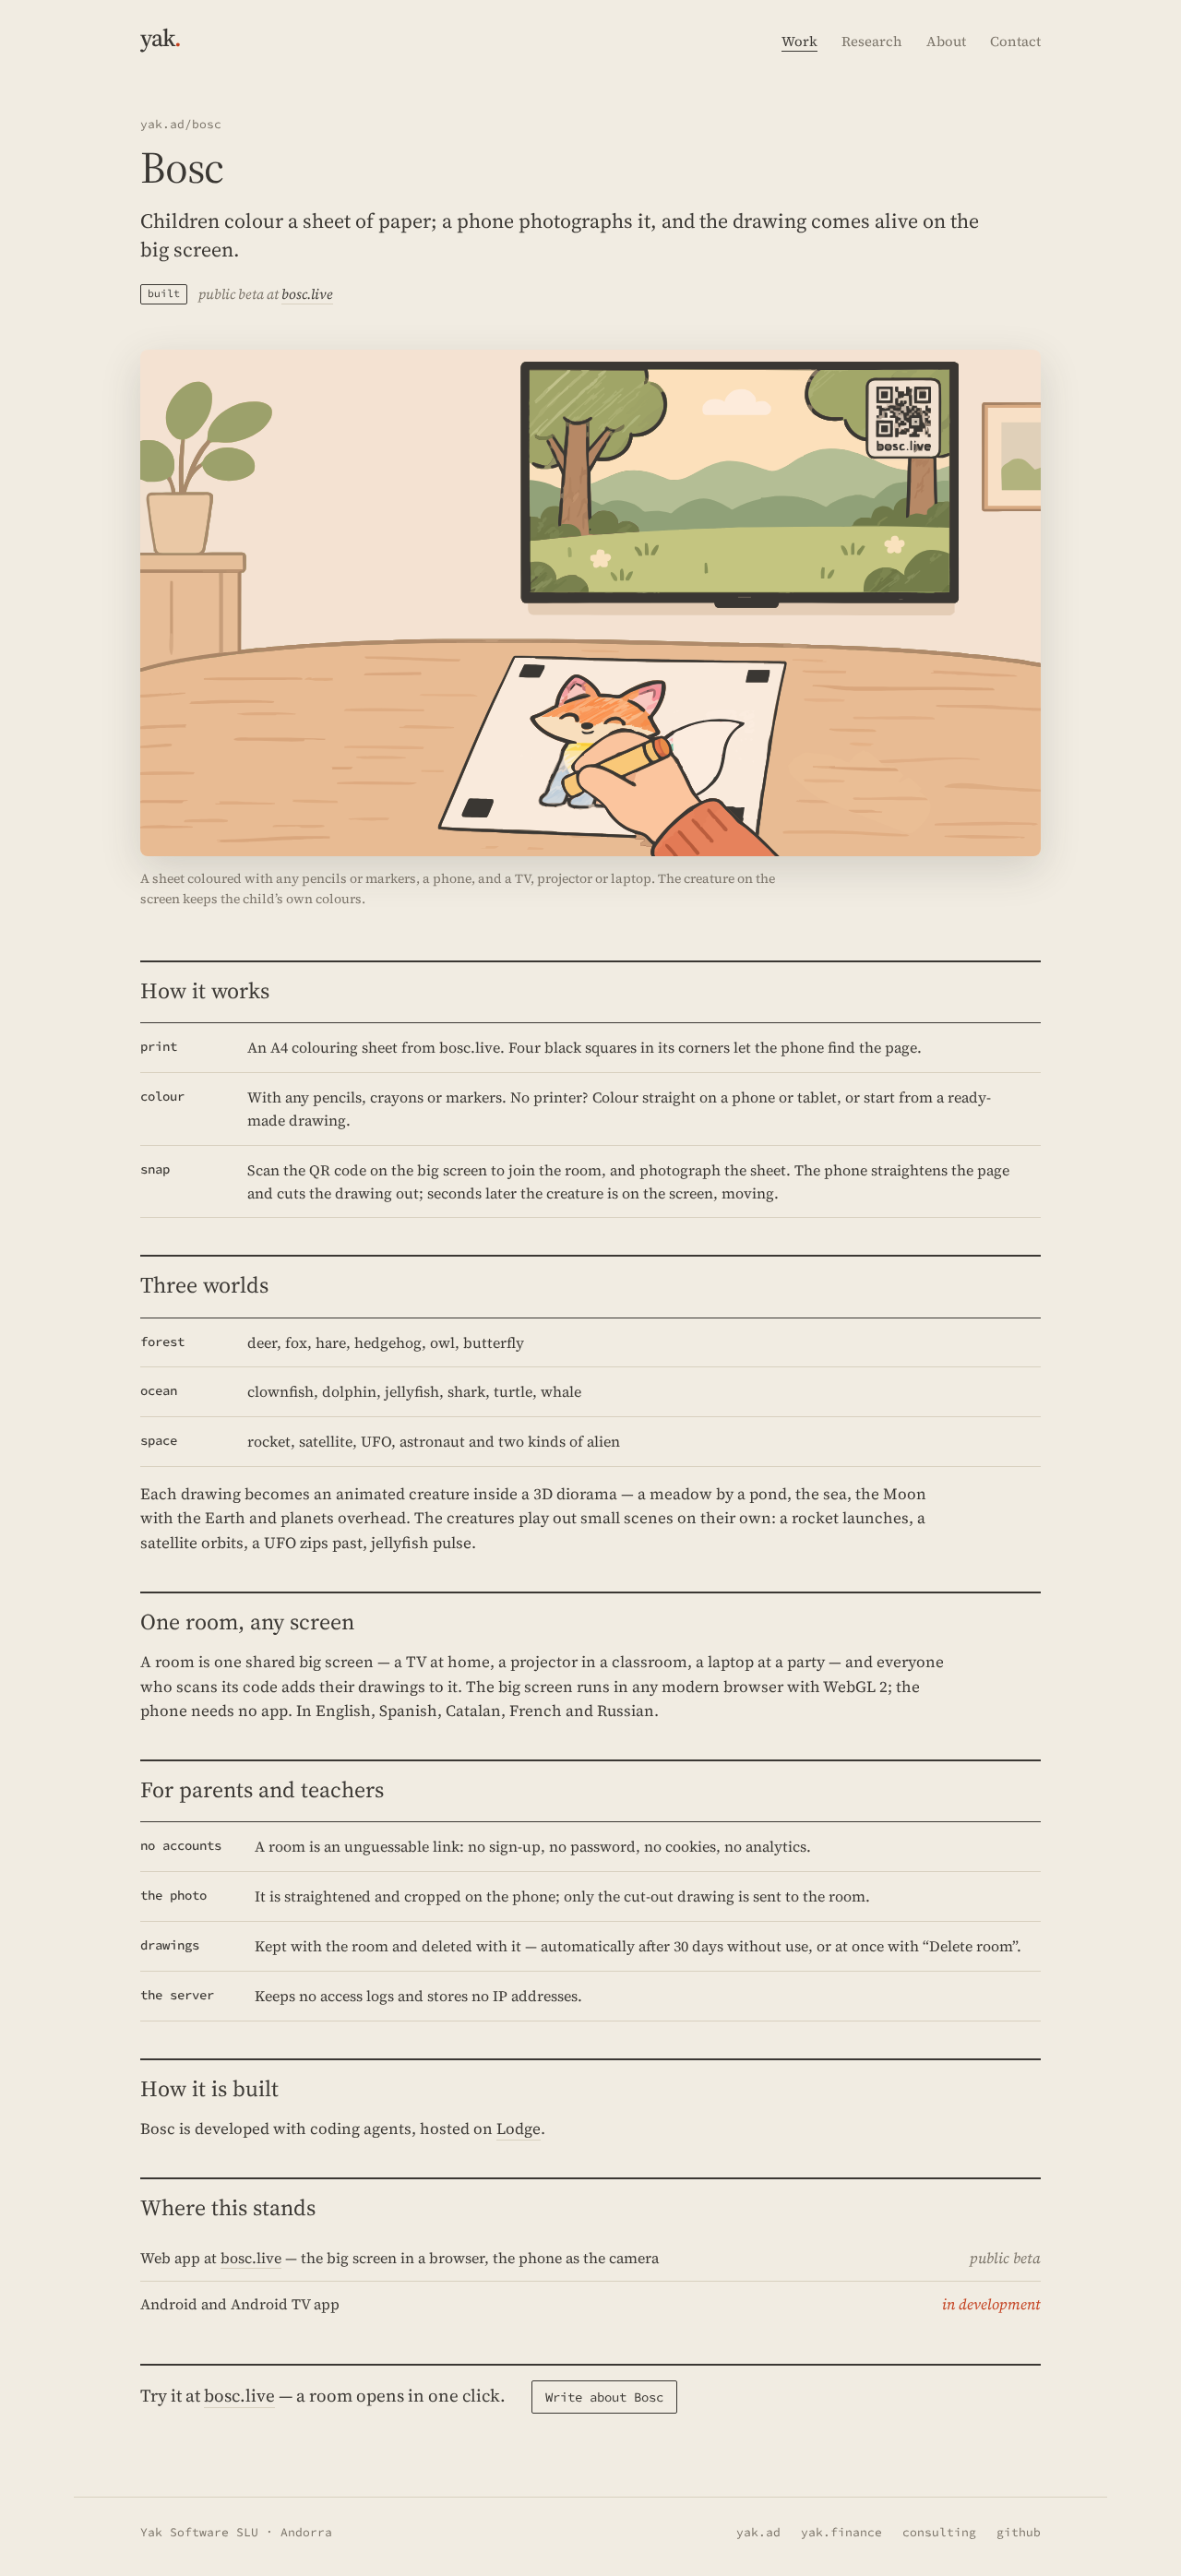 yak.
Work Research About Contact
yak.ad/bosc
Bosc
Children colour a sheet of paper; a phone photographs it, and the drawing comes alive on the
big screen.
built public beta at bosc.live
bosc.live
A sheet coloured with any pencils or markers, a phone, and a TV, projector or laptop. The creature on the
screen keeps the child’s own colours.
How it works
print An A4 colouring sheet from bosc.live. Four black squares in its corners let the phone find the page.
colour With any pencils, crayons or markers. No printer? Colour straight on a phone or tablet, or start from a ready-
made drawing.
snap Scan the QR code on the big screen to join the room, and photograph the sheet. The phone straightens the page
and cuts the drawing out; seconds later the creature is on the screen, moving.
Three worlds
forest deer, fox, hare, hedgehog, owl, butterfly
ocean clownfish, dolphin, jellyfish, shark, turtle, whale
space rocket, satellite, UFO, astronaut and two kinds of alien
Each drawing becomes an animated creature inside a 3D diorama — a meadow by a pond, the sea, the Moon
with the Earth and planets overhead. The creatures play out small scenes on their own: a rocket launches, a
satellite orbits, a UFO zips past, jellyfish pulse.
One room, any screen
A room is one shared big screen — a TV at home, a projector in a classroom, a laptop at a party — and everyone
who scans its code adds their drawings to it. The big screen runs in any modern browser with WebGL 2; the
phone needs no app. In English, Spanish, Catalan, French and Russian.
For parents and teachers
no accounts A room is an unguessable link: no sign-up, no password, no cookies, no analytics.
the photo It is straightened and cropped on the phone; only the cut-out drawing is sent to the room.
drawings Kept with the room and deleted with it — automatically after 30 days without use, or at once with “Delete room”.
the server Keeps no access logs and stores no IP addresses.
How it is built
Bosc is developed with coding agents, hosted on Lodge.
Where this stands
Web app at bosc.live — the big screen in a browser, the phone as the camera public beta
Android and Android TV app in development
Try it at bosc.live — a room opens in one click. Write about Bosc
Yak Software SLU · Andorra yak.ad yak.finance consulting github